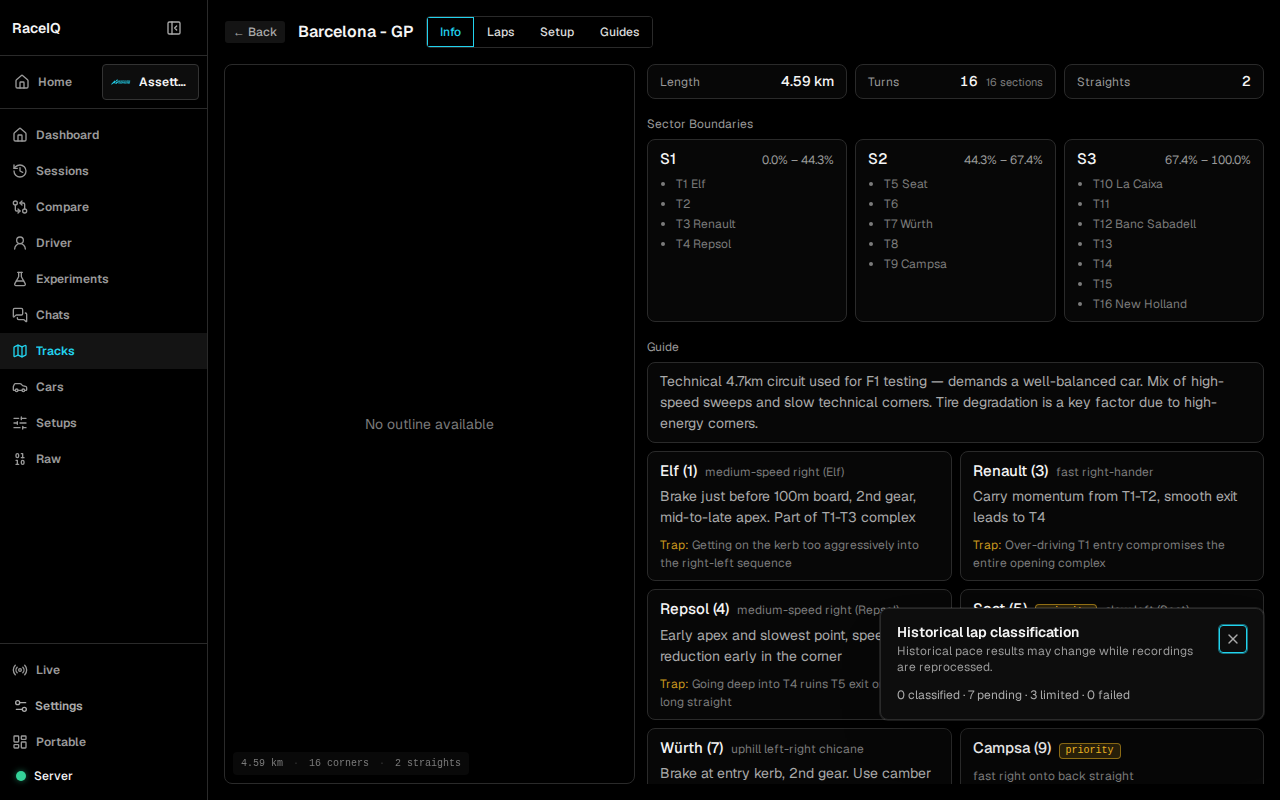 RaceIQ
Home
Assett...
Dashboard
Sessions
Compare
Driver
Experiments
Chats
Tracks
Cars
Setups
Raw
Live
Settings
Portable
Server
← Back
Barcelona - GP
Info
Laps
Setup
Guides
No outline available
4.59 km · 16 corners · 2 straights
Length 4.59 km
Turns 16 16 sections
Straights 2
Sector Boundaries
S1 0.0% – 44.3%
• T1 Elf
• T2
• T3 Renault
• T4 Repsol
S2 44.3% – 67.4%
• T5 Seat
• T6
• T7 Würth
• T8
• T9 Campsa
S3 67.4% – 100.0%
• T10 La Caixa
• T11
• T12 Banc Sabadell
• T13
• T14
• T15
• T16 New Holland
Guide
Technical 4.7km circuit used for F1 testing — demands a well-balanced car. Mix of high-
speed sweeps and slow technical corners. Tire degradation is a key factor due to high-
energy corners.
Elf (1) medium-speed right (Elf)
Brake just before 100m board, 2nd gear,
mid-to-late apex. Part of T1-T3 complex
Trap: Getting on the kerb too aggressively into
the right-left sequence
Renault (3) fast right-hander
Carry momentum from T1-T2, smooth exit
leads to T4
Trap: Over-driving T1 entry compromises the
entire opening complex
Repsol (4) medium-speed right (Repsol)
Early apex and slowest point, spee
reduction early in the corner
Trap: Going deep into T4 ruins T5 exit o
long straight
Historical lap classification
Historical pace results may change while recordings
are reprocessed.
0 classified · 7 pending · 3 limited · 0 failed
Würth (7) uphill left-right chicane
Brake at entry kerb, 2nd gear. Use camber
Campsa (9) priority
fast right onto back straight